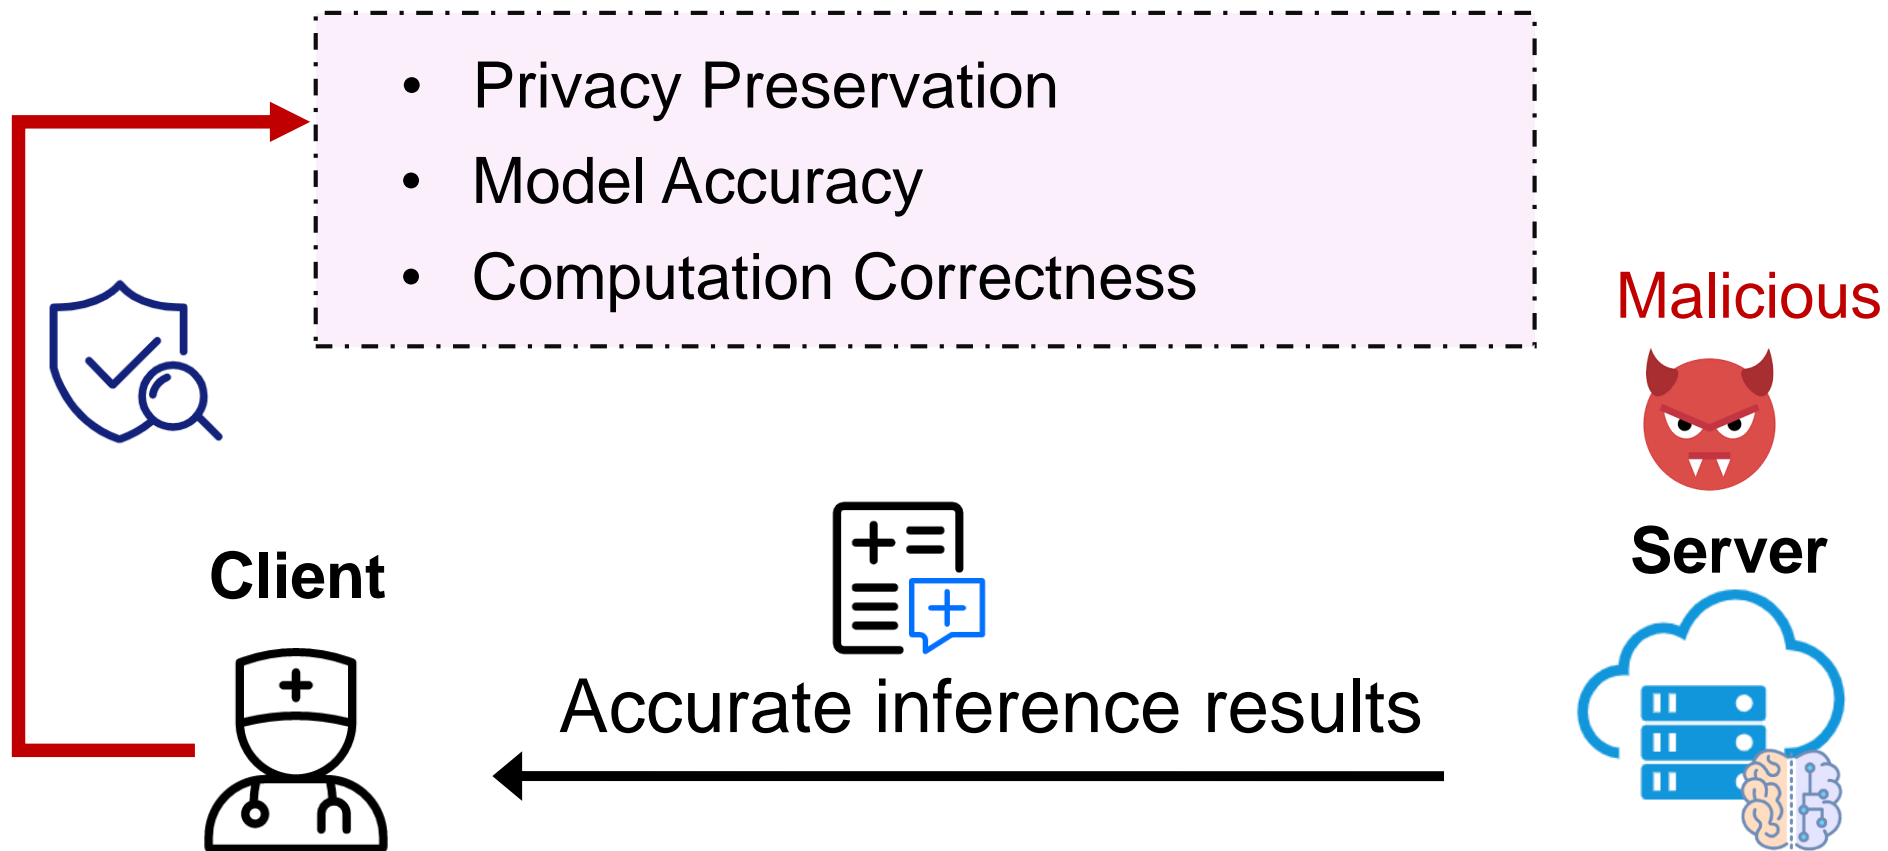 • Privacy Preservation
• Model Accuracy
• Computation Correctness
Malicious
Client
Server
Accurate inference results